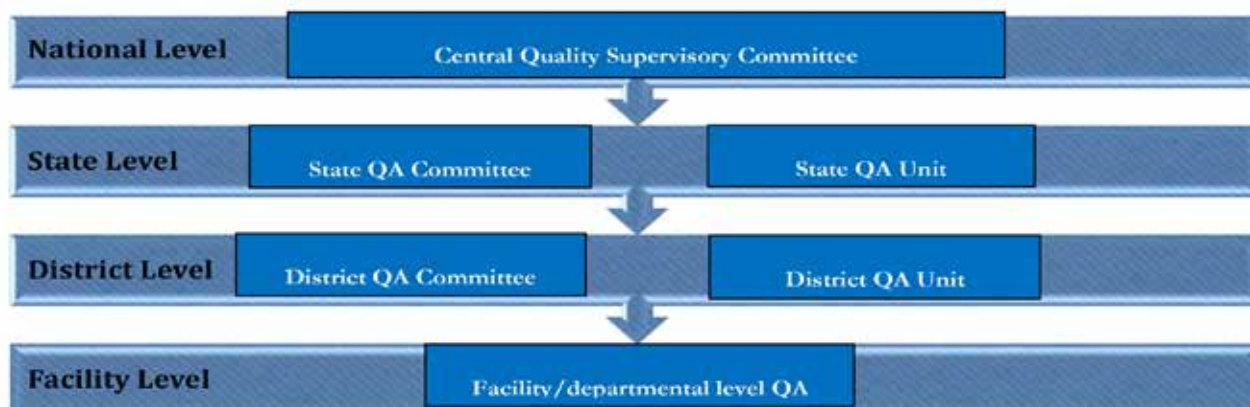 National Level
Central Quality Supervisory Committee
State Level
State QA Committee
State QA Unit
District Level
District QA Committee
District QA Unit
Facility Level
Facility/departmental level QA